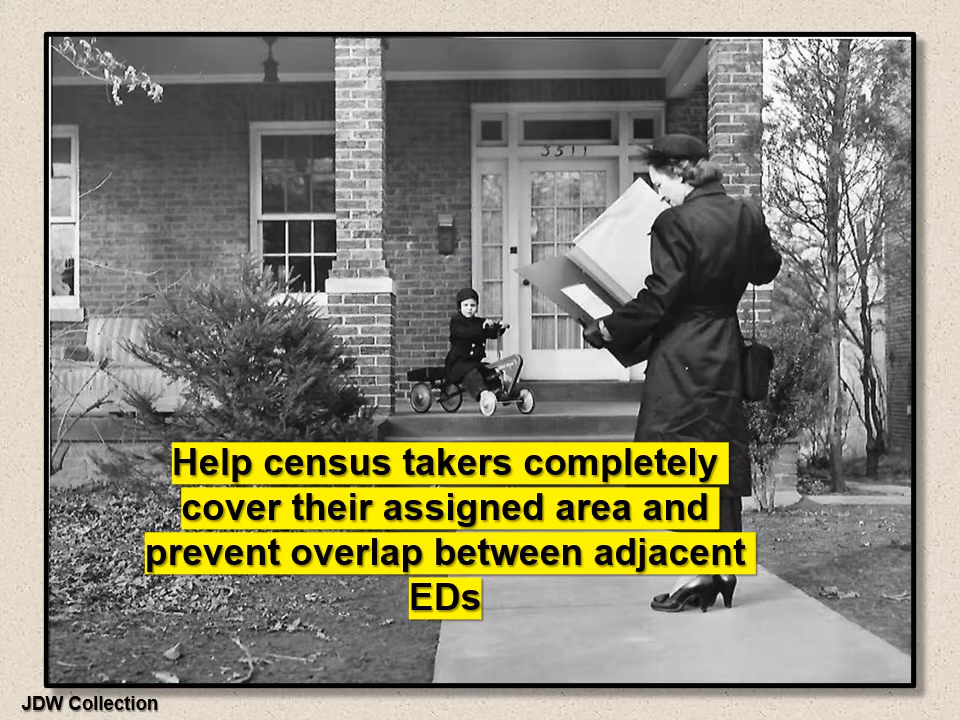 3511
Help census takers completely
cover their assigned area and
prevent overlap between adjacent
EDs
JDW Collection